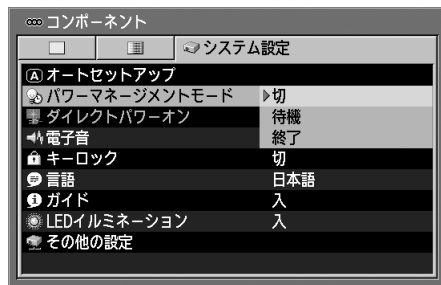 コンポーネント
システム設定
オートセットアップ
パワーマネージメントモード 切
ダイレクトパワーオン 待機
電子音 終了
キーロック 切
言語 日本語
ガイド 入
LEDイルミネーション 入
その他の設定